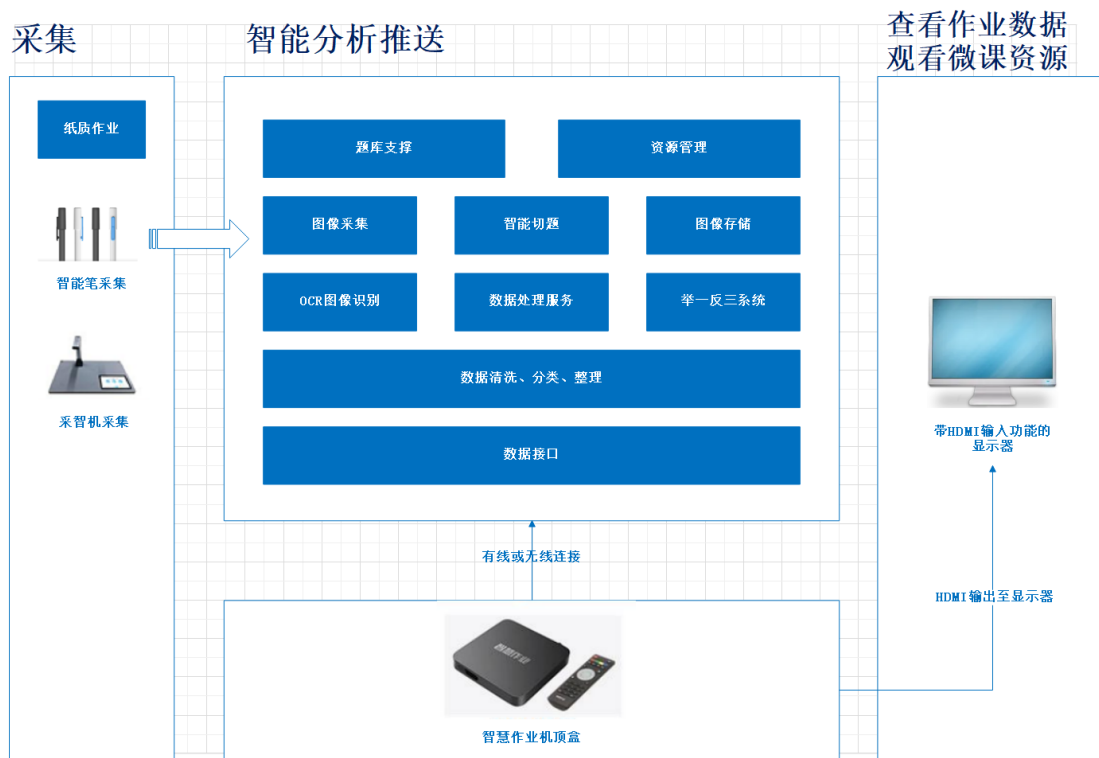 采集
智能分析推送
查看作业数据
观看微课资源
纸质作业
智能笔采集
采智机采集
题库支撑
资源管理
图像采集
智能切题
图像存储
OCR图像识别
数据处理服务
举一反三系统
数据清洗、分类、整理
数据接口
有线或无线连接
智慧作业
智慧作业机顶盒
带HDMI输入功能的
显示器
HDMI输出至显示器